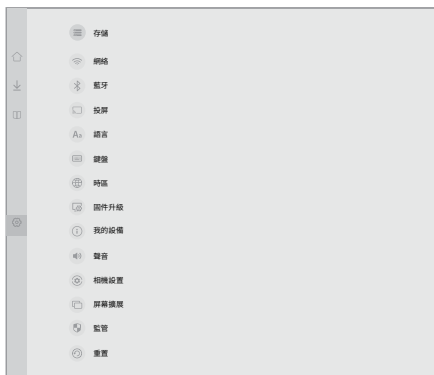 存儲
網絡
藍牙
投屏
Aa 語言
鍵盤
時區
固件升級
我的設備
聲音
相機設置
屏幕擴展
監管
重置